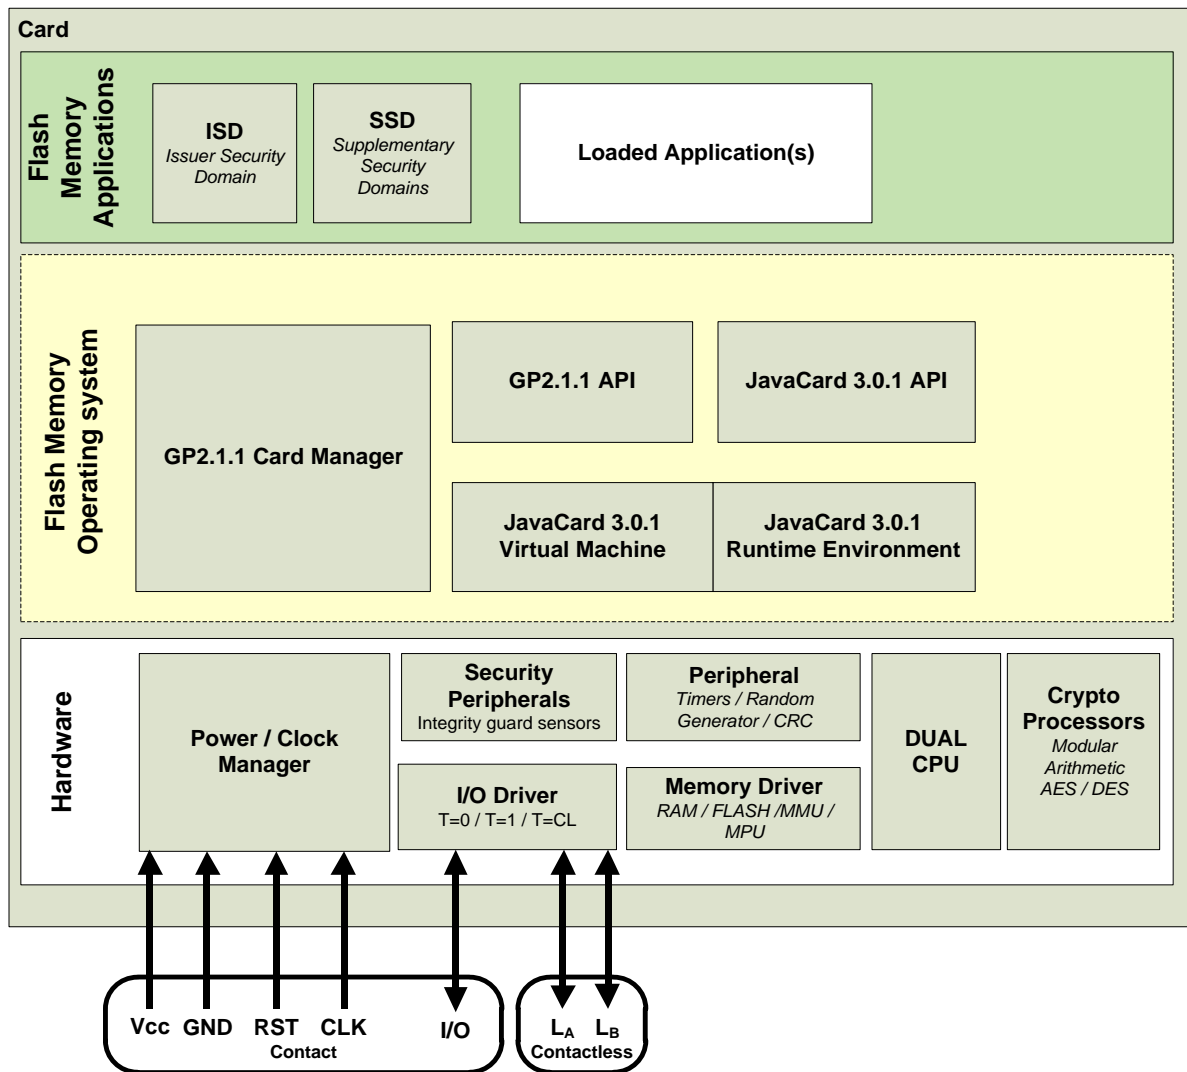 Card
Flash
Memory
Applications
ISD
Issuer Security
Domain
SSD
Supplementary
Security
Domains
Loaded Application(s)
Flash Memory
Operating system
GP2.1.1 Card Manager
GP2.1.1 API
JavaCard 3.0.1 API
JavaCard 3.0.1
Virtual Machine
JavaCard 3.0.1
Runtime Environment
Hardware
Power / Clock
Manager
Security
Peripherals
Integrity guard sensors
Peripheral
Timers / Random
Generator / CRC
I/O Driver
T=0 / T=1 / T=CL
Memory Driver
RAM / FLASH /MMU /
MPU
DUAL
CPU
Crypto
Processors
Modular
Arithmetic
AES / DES
Vcc GND RST CLK I/O
Contact
LA LB
Contactless